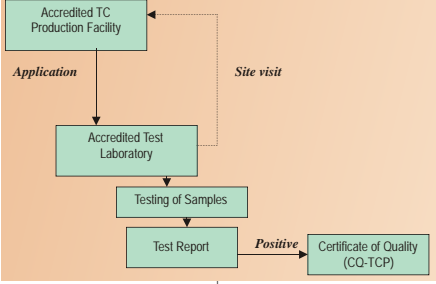 Accredited TC
Production Facility
Application
Site visit
Accredited Test
Laboratory
Testing of Samples
Test Report
Positive
Certificate of Quality
(CQ-TCP)